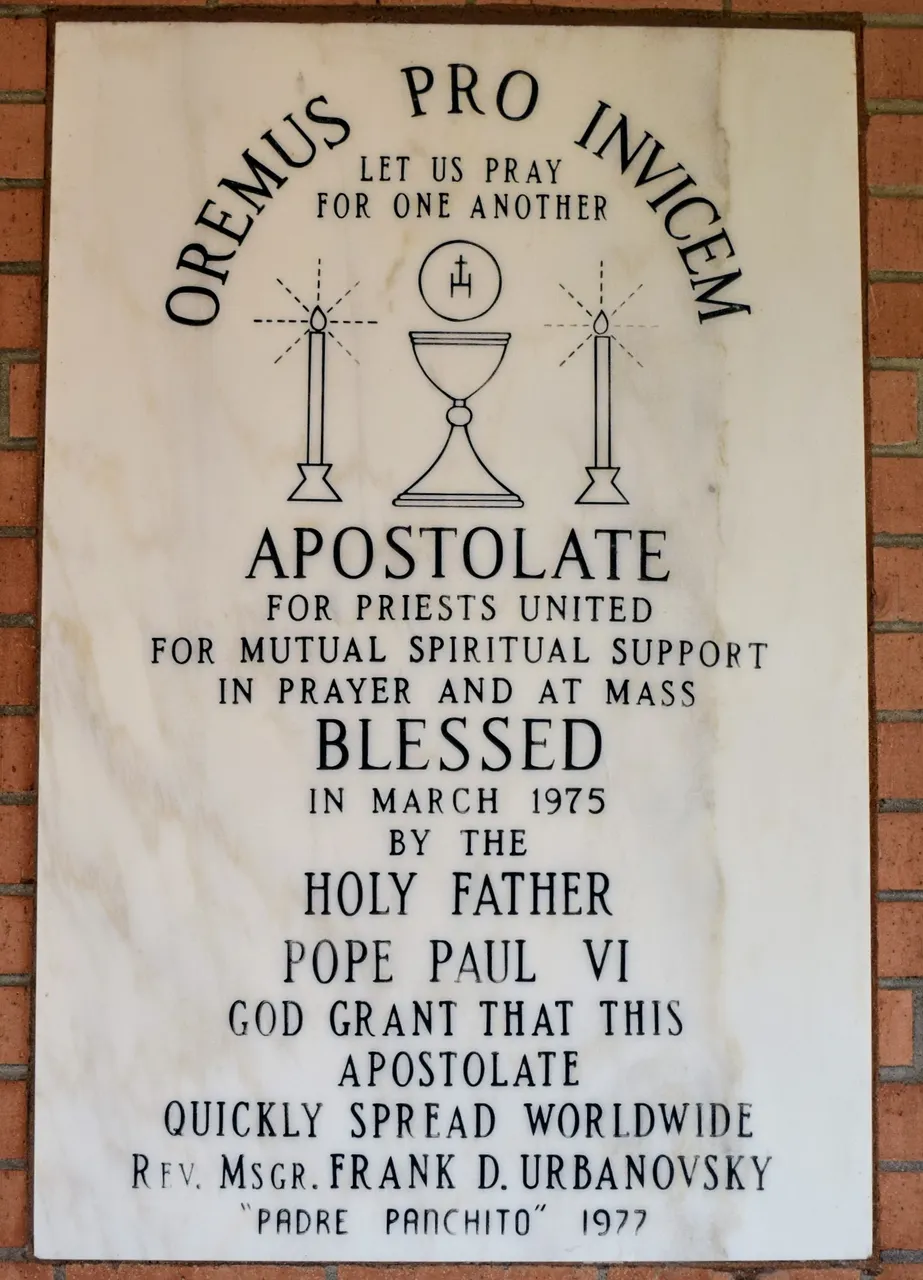 OREMUS PRO INVICEM
LET US PRAY
FOR ONE ANOTHER
APOSTOLATE
FOR PRIESTS UNITED
FOR MUTUAL SPIRITUAL SUPPORT
IN PRAYER AND AT MASS
BLESSED
IN MARCH 1975
BY THE
HOLY FATHER
POPE PAUL VI
GOD GRANT THAT THIS
APOSTOLATE
QUICKLY SPREAD WORLDWIDE
REV. MSGR. FRANK D. URBANOVSKY
"PADRE PANCHITO" 1977